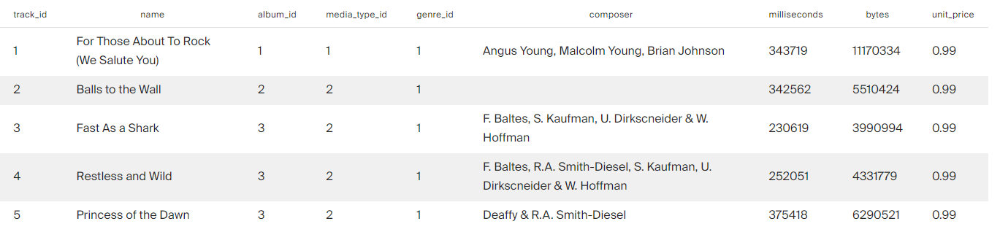 track_id name album_id media_type_id genre_id composer milliseconds bytes unit_price
For Those About To Rock
1 1 1 1 Angus Young, Malcolm Young, Brian Johnson 343719 11170334 0.99
(We Salute You)
2 Balls to the Wall 2 2 1 342562 5510424 0.99
F. Baltes, S. Kaufman, U. Dirkscneider & W.
3 Fast As a Shark 3 2 1 230619 3990994 0.99
Hoffman
F. Baltes, R.A. Smith-Diesel, S. Kaufman, U.
4 Restless and Wild 3 2 1 252051 4331779 0.99
Dirkscneider & W. Hoffman
5 Princess of the Dawn 3 2 1 Deaffy & R.A. Smith-Diesel 375418 6290521 0.99